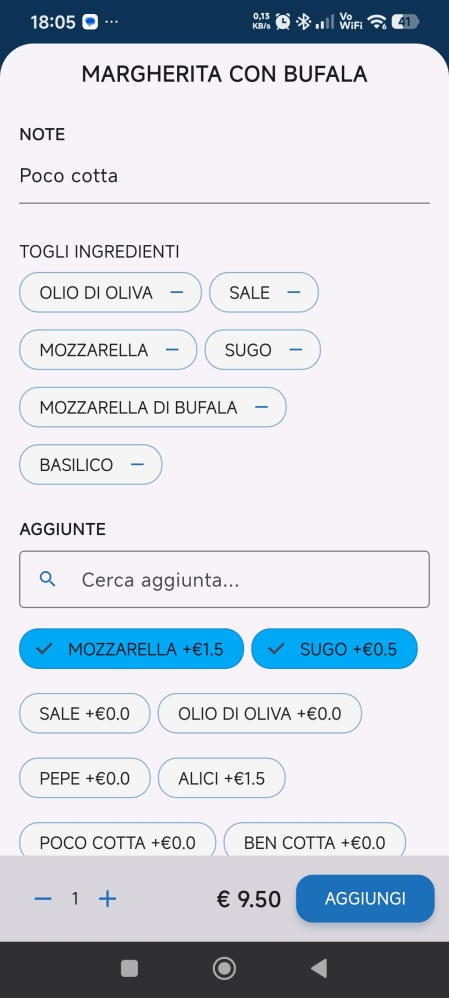 18:05 ...
0,13 KB/s Vo WiFi 41
MARGHERITA CON BUFALA
NOTE
Poco cotta
TOGLI INGREDIENTI
OLIO DI OLIVA − SALE −
MOZZARELLA − SUGO −
MOZZARELLA DI BUFALA −
BASILICO −
AGGIUNTE
Cerca aggiunta...
MOZZARELLA +€1.5 SUGO +€0.5
SALE +€0.0 OLIO DI OLIVA +€0.0
PEPE +€0.0 ALICI +€1.5
POCO COTTA +€0.0 BEN COTTA +€0.0
− 1 + € 9.50 AGGIUNGI